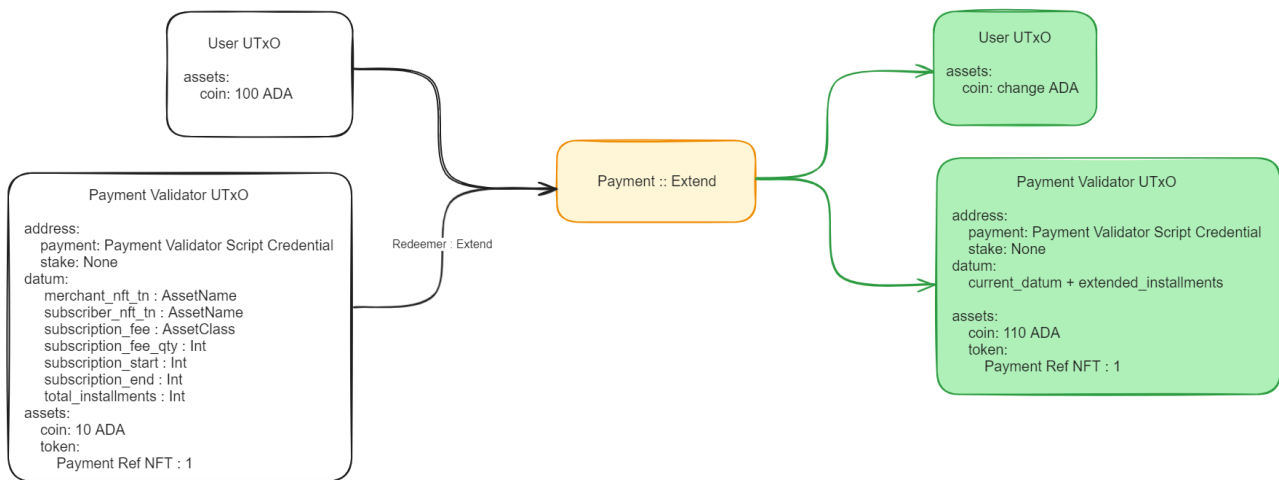 User UTxO
assets:
coin: 100 ADA
Payment Validator UTxO
address:
payment: Payment Validator Script Credential
stake: None
datum:
merchant_nft_tn : AssetName
subscriber_nft_tn : AssetName
subscription_fee : AssetClass
subscription_fee_qty : Int
subscription_start : Int
subscription_end : Int
total_installments : Int
assets:
coin: 10 ADA
token:
Payment Ref NFT : 1
Redeemer : Extend
Payment :: Extend
User UTxO
assets:
coin: change ADA
Payment Validator UTxO
address:
payment: Payment Validator Script Credential
stake: None
datum:
current_datum + extended_installments
assets:
coin: 110 ADA
token:
Payment Ref NFT : 1